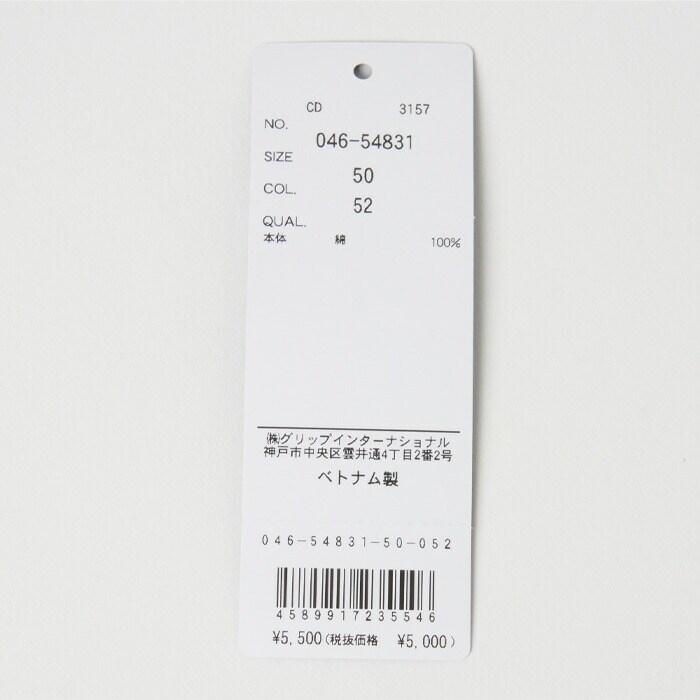 CD 3157
NO.
046-54831
SIZE
50
COL.
52
QUAL.
本体 綿 100%
㈱グリップインターナショナル
神戸市中央区雲井通4丁目2番2号
ベトナム製
046-54831-50-052
4589917235546
¥5,500(税抜価格 ¥5,000)